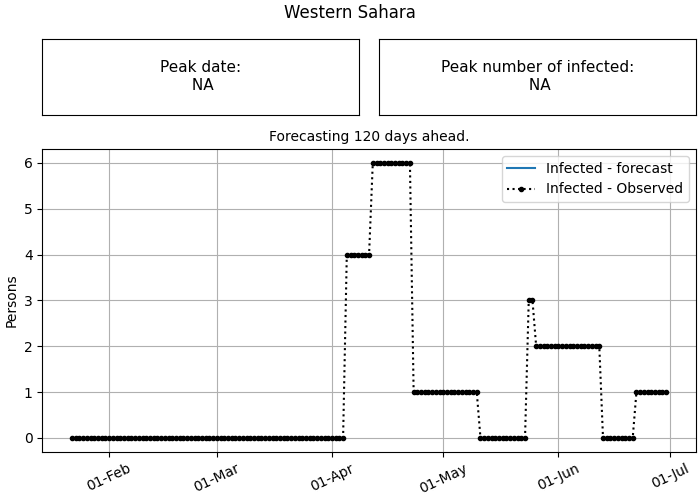 Western Sahara
Peak date:
NA
Peak number of infected:
NA
Forecasting 120 days ahead.
Infected - forecast
Infected - Observed
Persons
6
5
4
3
2
1
0
01-Feb
01-Mar
01-Apr
01-May
01-Jun
01-Jul